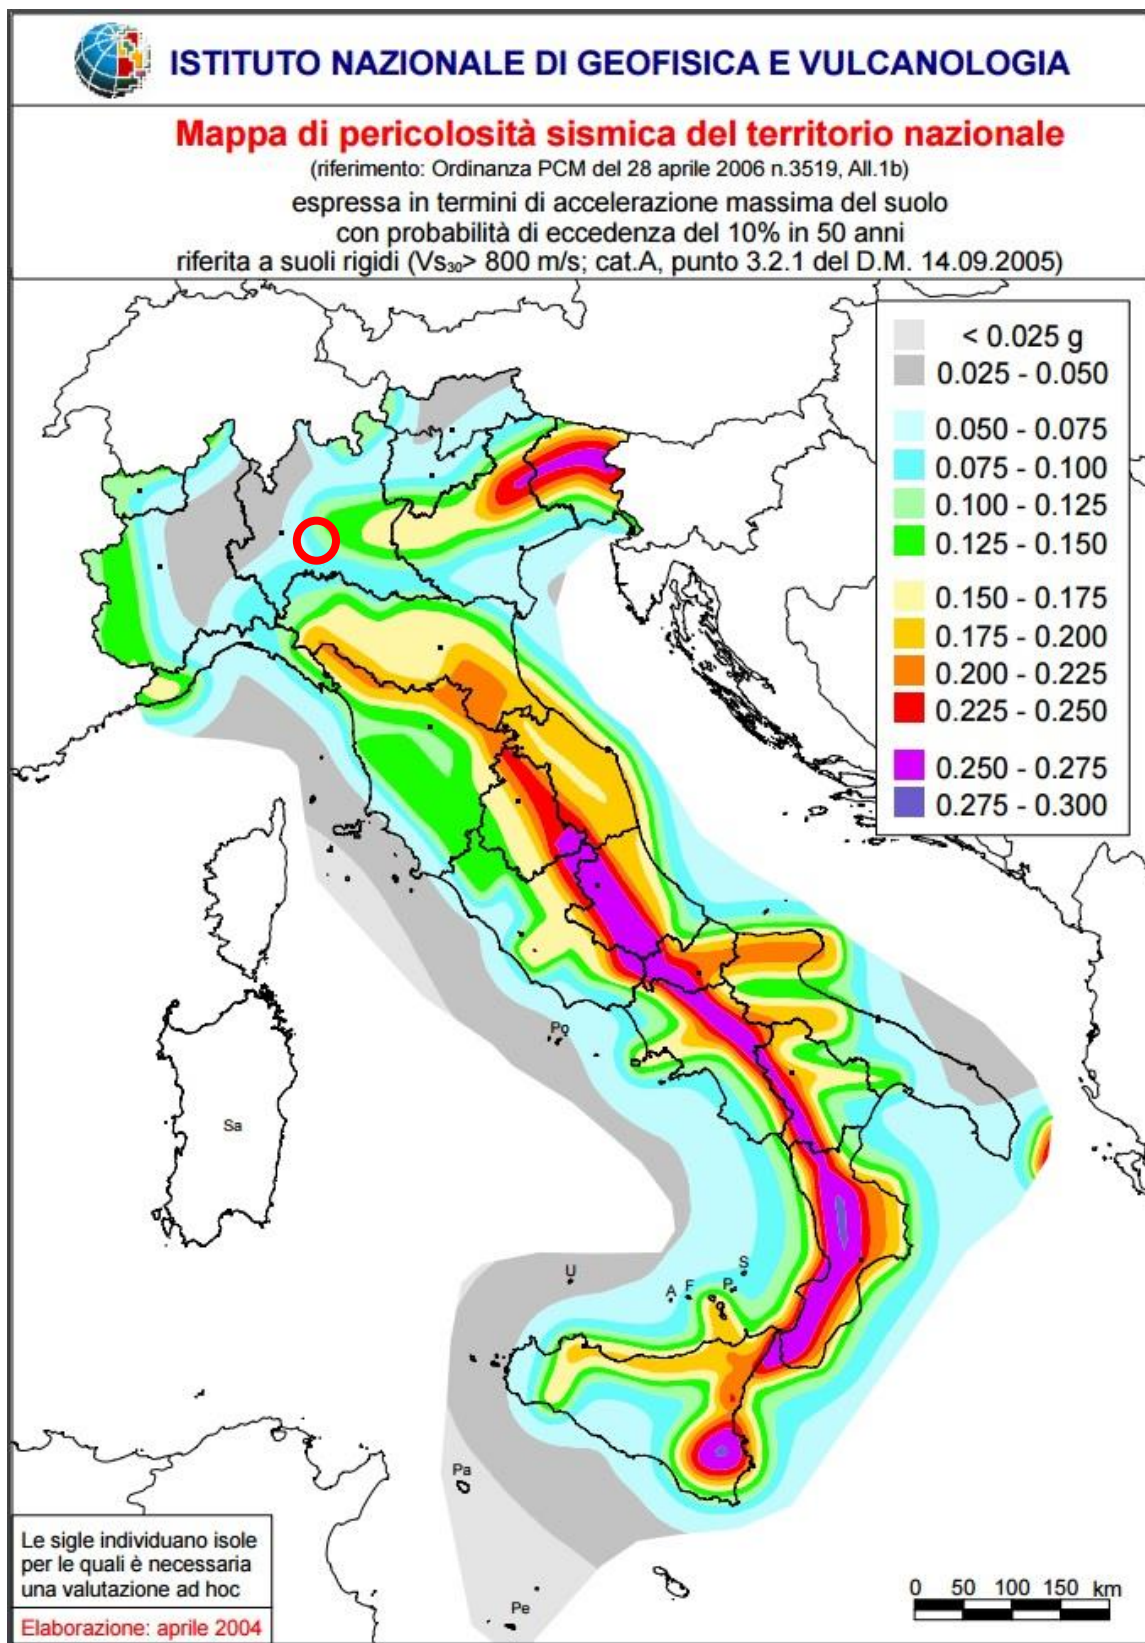 ISTITUTO NAZIONALE DI GEOFISICA E VULCANOLOGIA
Mappa di pericolosità sismica del territorio nazionale
(riferimento: Ordinanza PCM del 28 aprile 2006 n.3519, All.1b)
espressa in termini di accelerazione massima del suolo
con probabilità di eccedenza del 10% in 50 anni
riferita a suoli rigidi (Vs30> 800 m/s; cat.A, punto 3.2.1 del D.M. 14.09.2005)
< 0.025 g
0.025 - 0.050
0.050 - 0.075
0.075 - 0.100
0.100 - 0.125
0.125 - 0.150
0.150 - 0.175
0.175 - 0.200
0.200 - 0.225
0.225 - 0.250
0.250 - 0.275
0.275 - 0.300
Po
Sa
U
A F P S
Pa
Pe
Le sigle individuano isole
per le quali è necessaria
una valutazione ad hoc
Elaborazione: aprile 2004
0 50 100 150 km